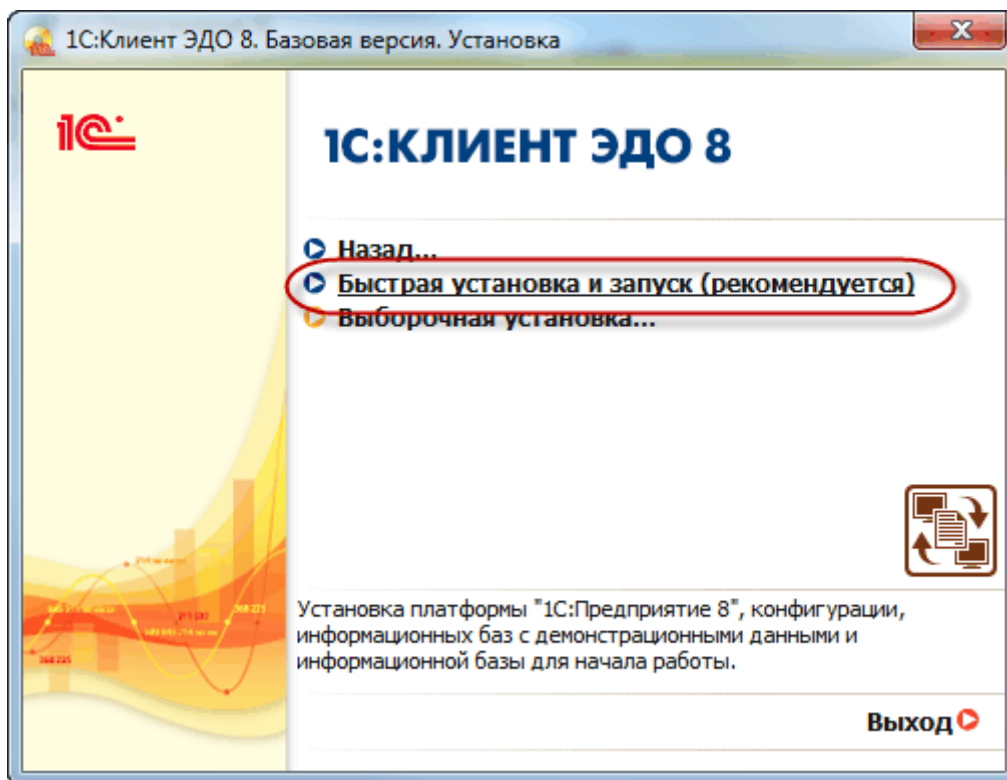 1С:Клиент ЭДО 8. Базовая версия. Установка
1С
1С:КЛИЕНТ ЭДО 8
Назад...
Быстрая установка и запуск (рекомендуется)
Выборочная установка...
Установка платформы "1С:Предприятие 8", конфигурации,
информационных баз с демонстрационными данными и
информационной базы для начала работы.
Выход